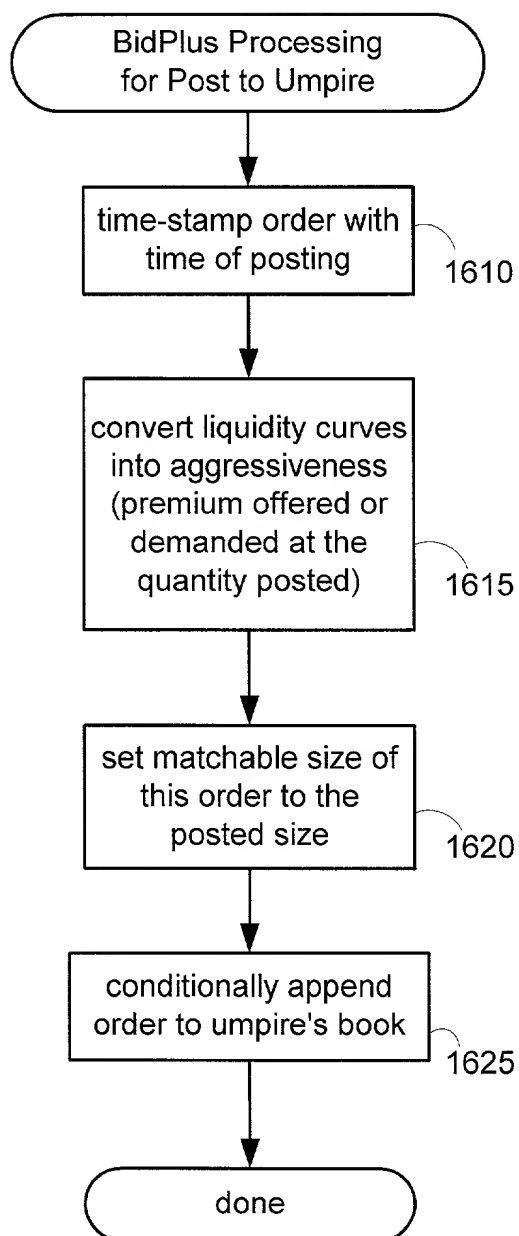 BidPlus Processing
for Post to Umpire
time-stamp order with
time of posting
1610
convert liquidity curves
into aggressiveness
(premium offered or
demanded at the
quantity posted)
1615
set matchable size of
this order to the
posted size
1620
conditionally append
order to umpire's book
1625
done